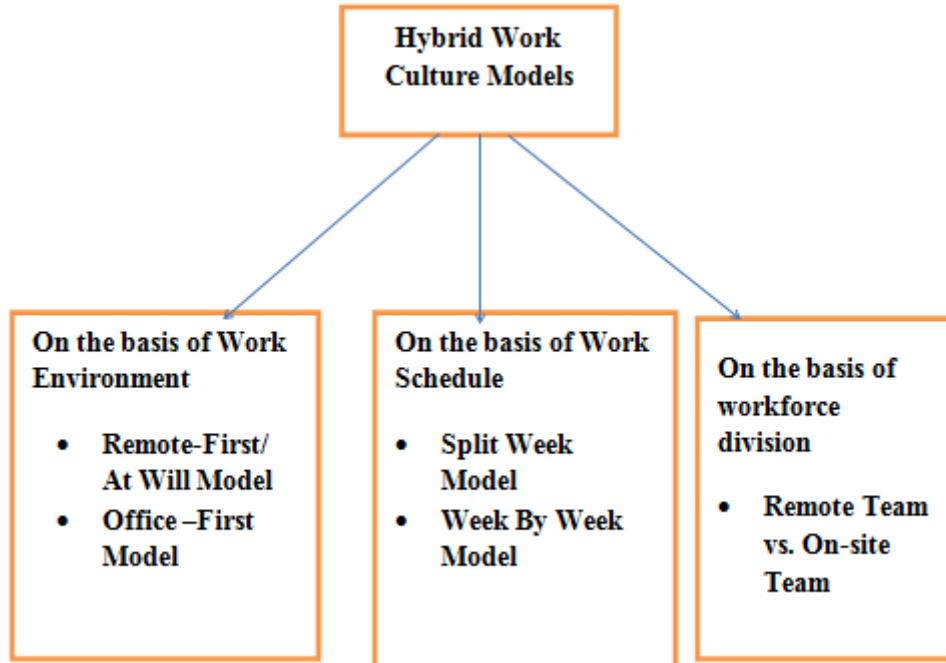 Hybrid Work
Culture Models
On the basis of Work
Environment
• Remote-First/
At Will Model
• Office –First
Model
On the basis of Work
Schedule
• Split Week
Model
• Week By Week
Model
On the basis of
workforce
division
• Remote Team
vs. On-site
Team